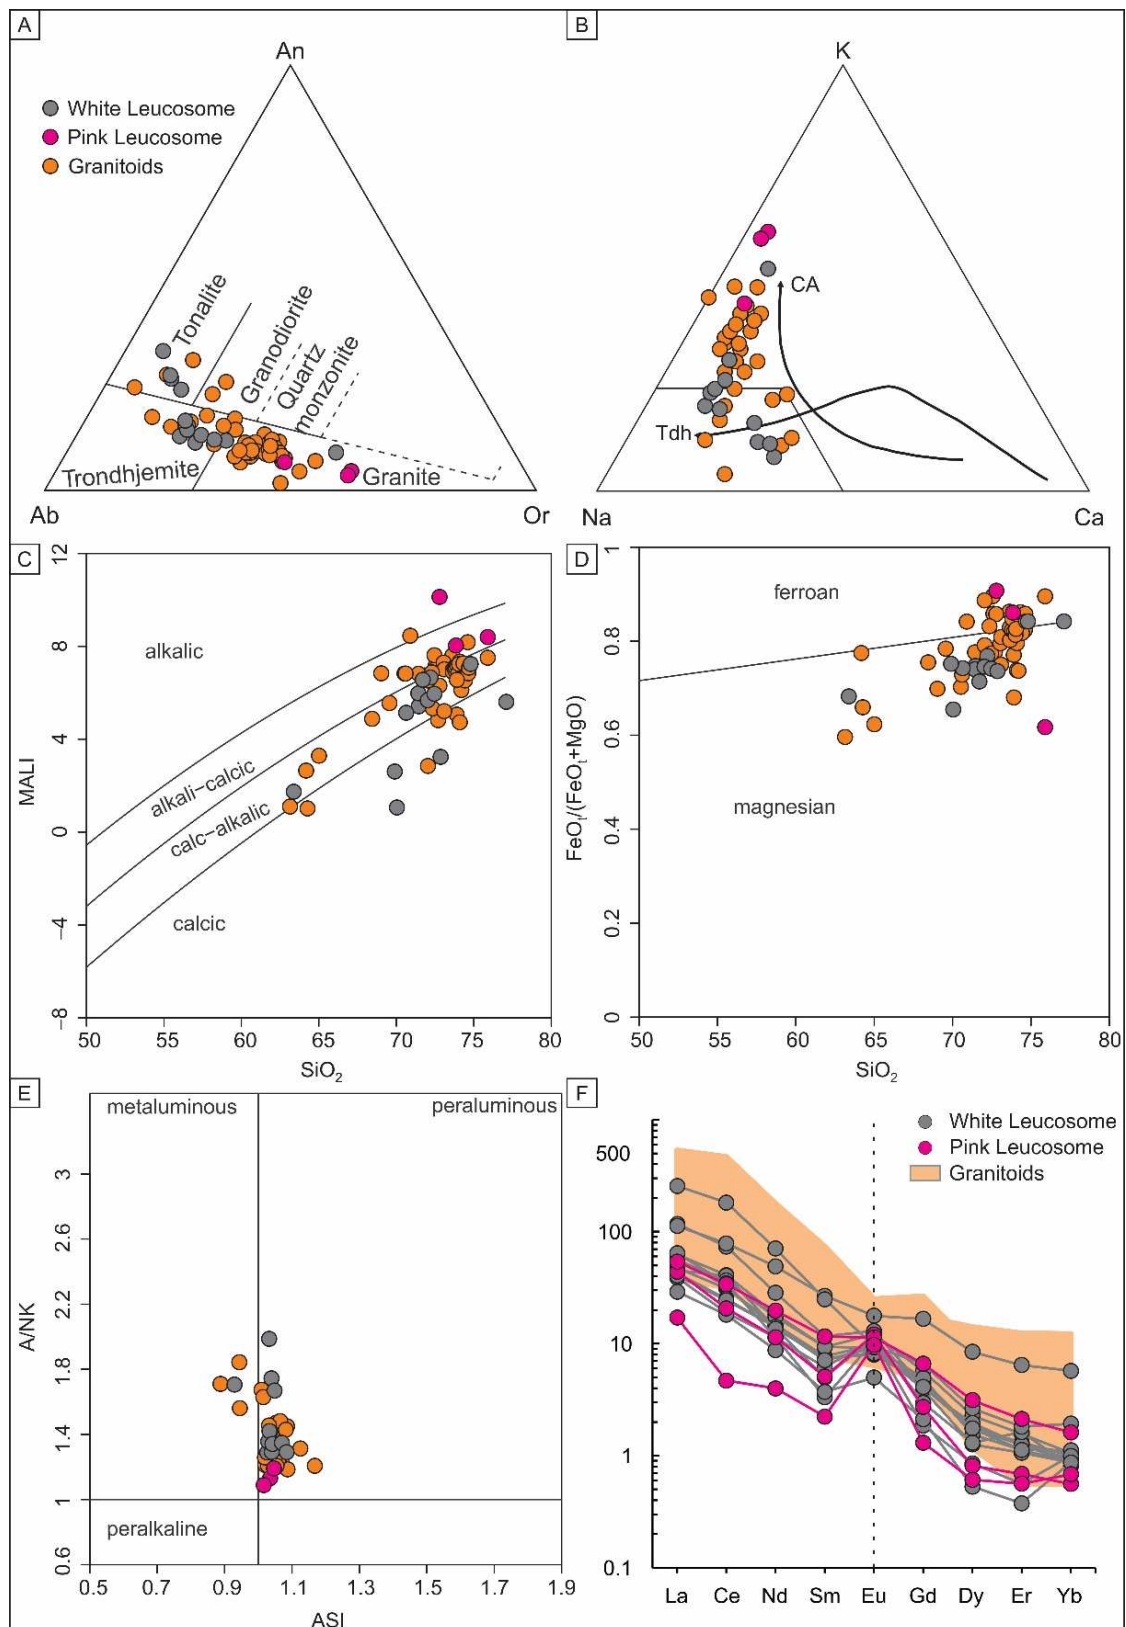 A
An
White Leucosome
Pink Leucosome
Granitoids
Tonalite
Granodiorite
Quartz
monzonite
Trondhjemite
Granite
Ab
Or
B
K
CA
Tdh
Na
Ca
C
12
8
4
0
−4
−8
MALI
alkalic
alkali−calcic
calc−alkalic
calcic
50
60
65
70
75
80
SiO₂
D
1
0.8
0.6
0.4
0.2
0
FeOₜ/(FeOₜ+MgO)
ferroan
magnesian
50
55
60
65
70
75
80
SiO₂
E
metaluminous
peraluminous
3
2.6
2.2
1.8
1.4
1
0.6
A/NK
peralkaline
0.5
0.7
0.9
1.1
1.3
1.5
1.7
1.9
ASI
F
White Leucosome
Pink Leucosome
Granitoids
500
100
10
1
0.1
La
Ce
Nd
Sm
Eu
Gd
Dy
Er
Yb